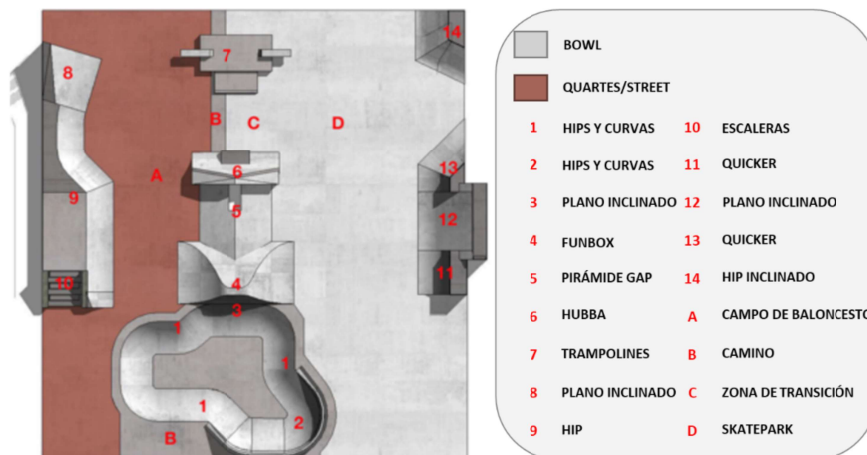 14
7
8
B
C
D
13
A
6
9
5
12
4
11
10
3
1
1
1
2
B
BOWL
QUARTES/STREET
1 HIPS Y CURVAS 10 ESCALERAS
2 HIPS Y CURVAS 11 QUICKER
3 PLANO INCLINADO 12 PLANO INCLINADO
4 FUNBOX 13 QUICKER
5 PIRÁMIDE GAP 14 HIP INCLINADO
6 HUBBA A CAMPO DE BALONCESTO
7 TRAMPOLINES B CAMINO
8 PLANO INCLINADO C ZONA DE TRANSICIÓN
9 HIP D SKATEPARK